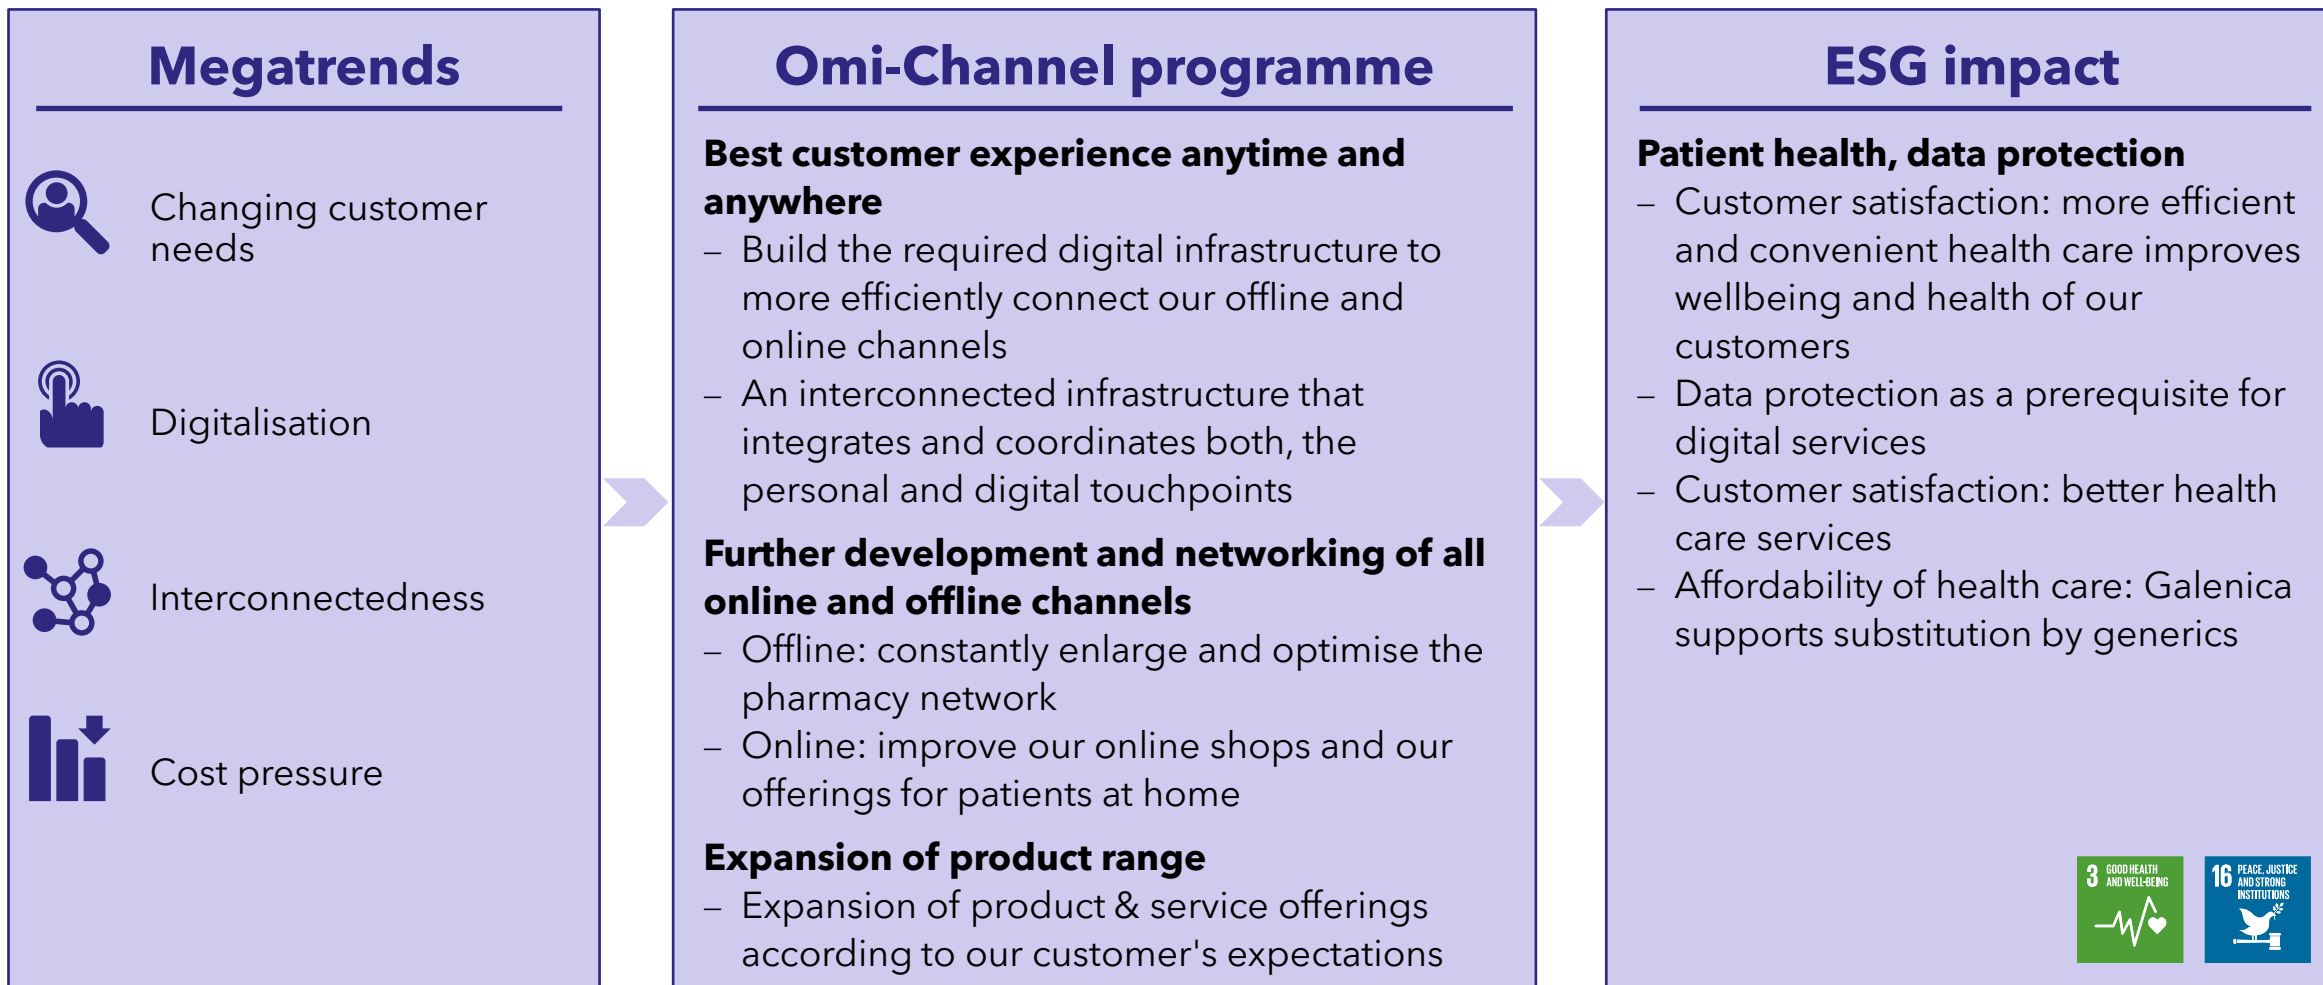 Megatrends
Changing customer
needs
Digitalisation
Interconnectedness
Cost pressure
Omi-Channel programme
Best customer experience anytime and
anywhere
– Build the required digital infrastructure to
more efficiently connect our offline and
online channels
– An interconnected infrastructure that
integrates and coordinates both, the
personal and digital touchpoints
Further development and networking of all
online and offline channels
– Offline: constantly enlarge and optimise the
pharmacy network
– Online: improve our online shops and our
offerings for patients at home
Expansion of product range
– Expansion of product & service offerings
according to our customer's expectations
ESG impact
Patient health, data protection
– Customer satisfaction: more efficient
and convenient health care improves
wellbeing and health of our
customers
– Data protection as a prerequisite for
digital services
– Customer satisfaction: better health
care services
– Affordability of health care: Galenica
supports substitution by generics
3 GOOD HEALTH
AND WELL-BEING
16 PEACE, JUSTICE
AND STRONG
INSTITUTIONS